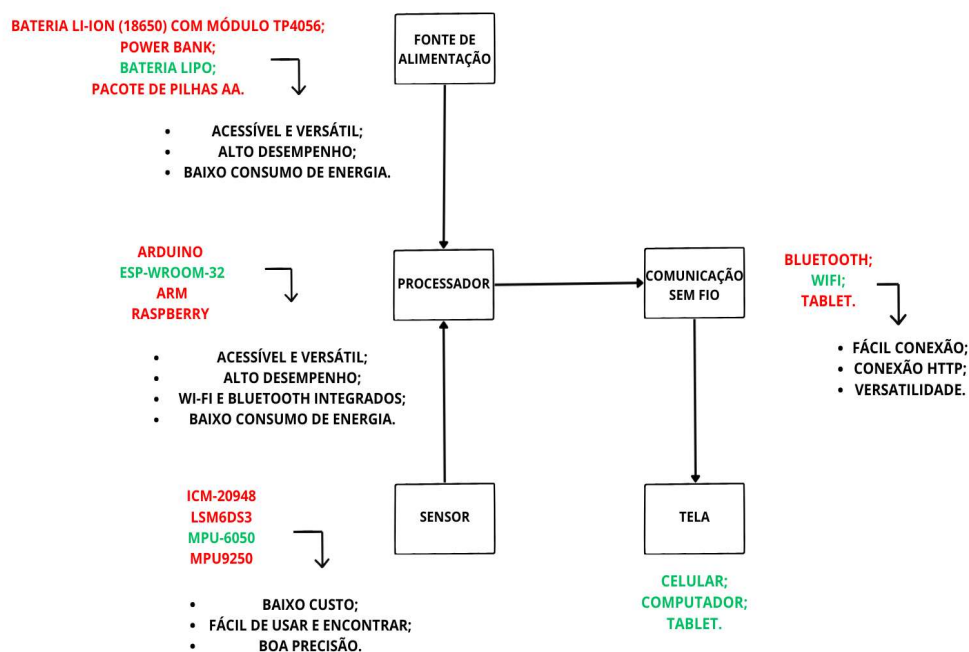 BATERIA LI-ION (18650) COM MÓDULO TP4056;
POWER BANK;
BATERIA LIPO;
PACOTE DE PILHAS AA.
FONTE DE
ALIMENTAÇÃO
• ACESSÍVEL E VERSÁTIL;
• ALTO DESEMPENHO;
• BAIXO CONSUMO DE ENERGIA.
ARDUINO
ESP-WROOM-32
ARM
RASPBERRY
PROCESSADOR
COMUNICAÇÃO
SEM FIO
BLUETOOTH;
WIFI;
TABLET.
• FÁCIL CONEXÃO;
• CONEXÃO HTTP;
• VERSATILIDADE.
• ACESSÍVEL E VERSÁTIL;
• ALTO DESEMPENHO;
• WI-FI E BLUETOOTH INTEGRADOS;
• BAIXO CONSUMO DE ENERGIA.
ICM-20948
LSM6DS3
MPU-6050
MPU9250
SENSOR
TELA
• BAIXO CUSTO;
• FÁCIL DE USAR E ENCONTRAR;
• BOA PRECISÃO.
CELULAR;
COMPUTADOR;
TABLET.